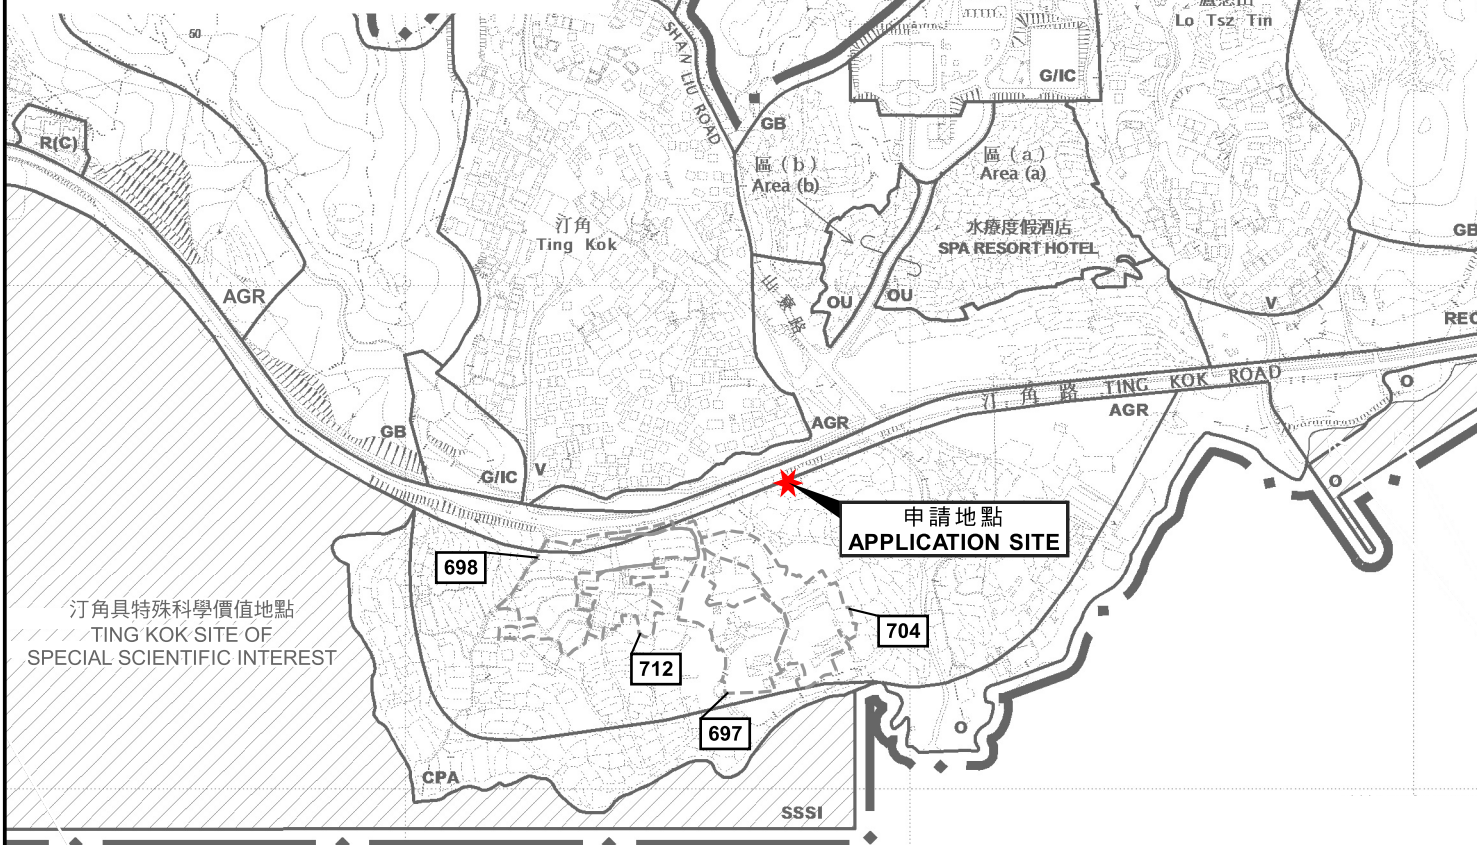 50
SHAN LIU ROAD
Lo Tsz Tin
G/IC
R(C)
GB
區 (b)
Area (b)
區 (a)
Area (a)
汀角
Ting Kok
水療度假酒店
SPA RESORT HOTEL
GB
AGR
山寮路
OU
OU
V
REC
汀角路 TING KOK ROAD
O
AGR
AGR
GB
G/IC
V
O
申請地點
APPLICATION SITE
698
汀角具特殊科學價值地點
TING KOK SITE OF
SPECIAL SCIENTIFIC INTEREST
704
712
697
O
CPA
SSSI